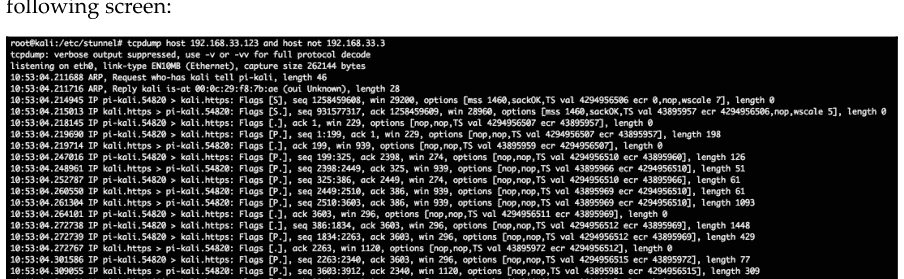 following screen:
root@kali:/etc/stunnel# tcpdump host 192.168.33.123 and host not 192.168.33.3
tcpdump: verbose output suppressed, use -v or -vv for full protocol decode
listening on eth0, link-type EN10MB (Ethernet), capture size 262144 bytes
10:53:04.211688 ARP, Request who-has kali tell pi-kali, length 46
10:53:04.211716 ARP, Reply kali is-at 00:0c:29:f8:7b:ae (oui Unknown), length 28
10:53:04.214945 IP pi-kali.54820 > kali.https: Flags [S], seq 1258459608, win 29200, options [mss 1460,sackOK,TS val 4294956506 ecr 0,nop,wscale 7], length 0
10:53:04.215013 IP kali.https > pi-kali.54820: Flags [S.], seq 931577317, ack 1258459609, win 28960, options [mss 1460,sackOK,TS val 43895957 ecr 4294956506,nop,wscale 5], length 0
10:53:04.218145 IP pi-kali.54820 > kali.https: Flags [.], ack 1, win 229, options [nop,nop,TS val 4294956507 ecr 43895957], length 0
10:53:04.219690 IP pi-kali.54820 > kali.https: Flags [P.], seq 1:199, ack 1, win 229, options [nop,nop,TS val 4294956507 ecr 43895957], length 198
10:53:04.219714 IP kali.https > pi-kali.54820: Flags [.], ack 199, win 939, options [nop,nop,TS val 43895959 ecr 4294956507], length 0
10:53:04.247016 IP pi-kali.54820 > kali.https: Flags [P.], seq 199:325, ack 2398, win 274, options [nop,nop,TS val 4294956510 ecr 43895960], length 126
10:53:04.248961 IP kali.https > pi-kali.54820: Flags [P.], seq 2398:2449, ack 325, win 939, options [nop,nop,TS val 43895966 ecr 4294956510], length 51
10:53:04.252787 IP pi-kali.54820 > kali.https: Flags [P.], seq 325:386, ack 2449, win 274, options [nop,nop,TS val 4294956510 ecr 43895966], length 61
10:53:04.260550 IP kali.https > pi-kali.54820: Flags [P.], seq 2449:2510, ack 386, win 939, options [nop,nop,TS val 43895969 ecr 4294956510], length 61
10:53:04.261304 IP kali.https > pi-kali.54820: Flags [P.], seq 2510:3603, ack 386, win 939, options [nop,nop,TS val 43895969 ecr 4294956510], length 1093
10:53:04.264101 IP pi-kali.54820 > kali.https: Flags [.], ack 3603, win 296, options [nop,nop,TS val 4294956511 ecr 43895969], length 0
10:53:04.272738 IP pi-kali.54820 > kali.https: Flags [.], seq 386:1834, ack 3603, win 296, options [nop,nop,TS val 4294956512 ecr 43895969], length 1448
10:53:04.272739 IP pi-kali.54820 > kali.https: Flags [P.], seq 1834:2263, ack 3603, win 296, options [nop,nop,TS val 4294956512 ecr 43895969], length 429
10:53:04.272767 IP kali.https > pi-kali.54820: Flags [.], ack 2263, win 1120, options [nop,nop,TS val 43895972 ecr 4294956512], length 0
10:53:04.301586 IP pi-kali.54820 > kali.https: Flags [P.], seq 2263:2340, ack 3603, win 296, options [nop,nop,TS val 4294956515 ecr 43895972], length 77
10:53:04.309055 IP kali.https > pi-kali.54820: Flags [P.], seq 3603:3912, ack 2340, win 1120, options [nop,nop,TS val 43895981 ecr 4294956515], length 309